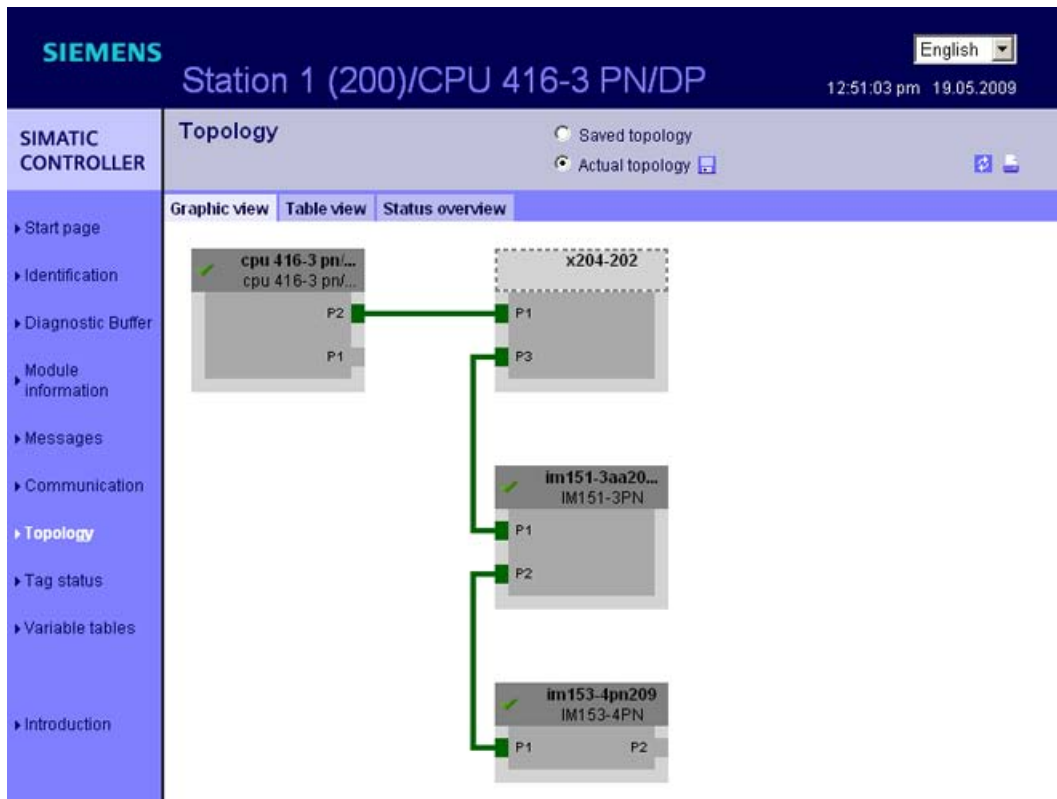 SIEMENS
Station 1 (200)/CPU 416-3 PN/DP
English
12:51:03 pm 19.05.2009
SIMATIC
CONTROLLER
Topology
Saved topology
Actual topology
Start page
Identification
Diagnostic Buffer
Module
information
Messages
Communication
Topology
Tag status
Variable tables
Introduction
Graphic view Table view Status overview
cpu 416-3 pn/...
cpu 416-3 pn/...
P2
P1
x204-202
P1
P3
im151-3aa20...
IM151-3PN
P1
P2
im153-4pn209
IM153-4PN
P1 P2